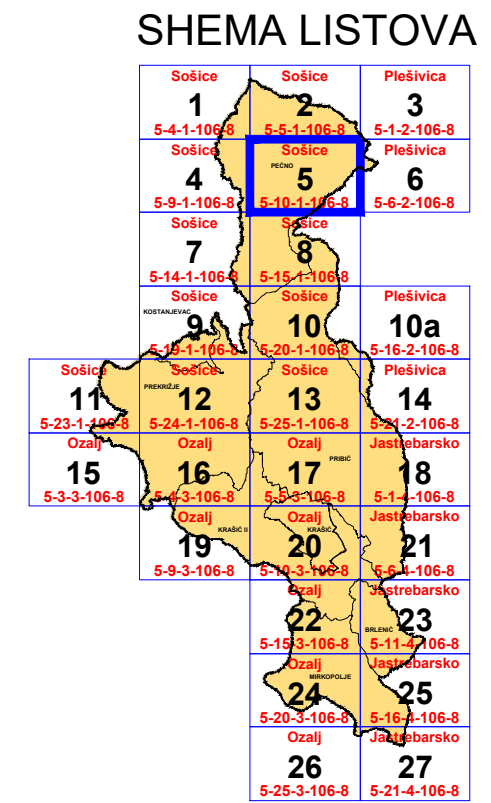 SHEMA LISTOVA
Sošice Sošice Plešivica
1 2 3
5-4-1-106-8 5-5-1-106-8 5-1-2-106-8
Sošice Sošice Plešivica
PEČNO
4 5 6
5-9-1-106-8 5-10-1-106-8 5-6-2-106-8
Sošice Sošice
7 8
5-14-1-106-8 5-15-1-106-8
Sošice Sošice Plešivica
KOSTANJEVAC
9 10 10a
5-19-1-106-8 5-20-1-106-8 5-16-2-106-8
Sošice Sošice Sošice Plešivica
PREKRIŽJE
11 12 13 14
5-23-1-106-8 5-24-1-106-8 5-25-1-106-8 5-21-2-106-8
Ozalj Ozalj Ozalj Jastrebarsko
PRIBIĆ
15 16 17 18
5-3-3-106-8 5-4-3-106-8 5-5-3-106-8 5-1-4-106-8
Ozalj Ozalj Jastrebarsko
KRAŠIĆ II KRAŠIĆ
19 20 21
5-9-3-106-8 5-10-3-106-8 5-6-4-106-8
Ozalj Jastrebarsko
22 23
BRLENIĆ
5-15-3-106-8 5-11-4-106-8
Ozalj Jastrebarsko
MIRKOPOLJE
24 25
5-20-3-106-8 5-16-4-106-8
Ozalj Jastrebarsko
26 27
5-25-3-106-8 5-21-4-106-8